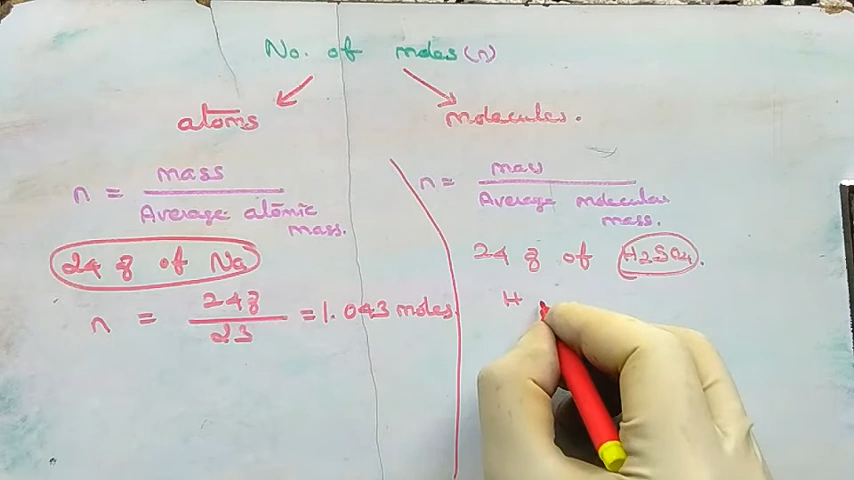 No. of moles (n)
atoms
molecules.
n = mass / Average atomic mass.
24 g of Na
n = 24g / 23 = 1.043 moles.
n = mass / Average molecular mass.
24 g of H2SO4.
H